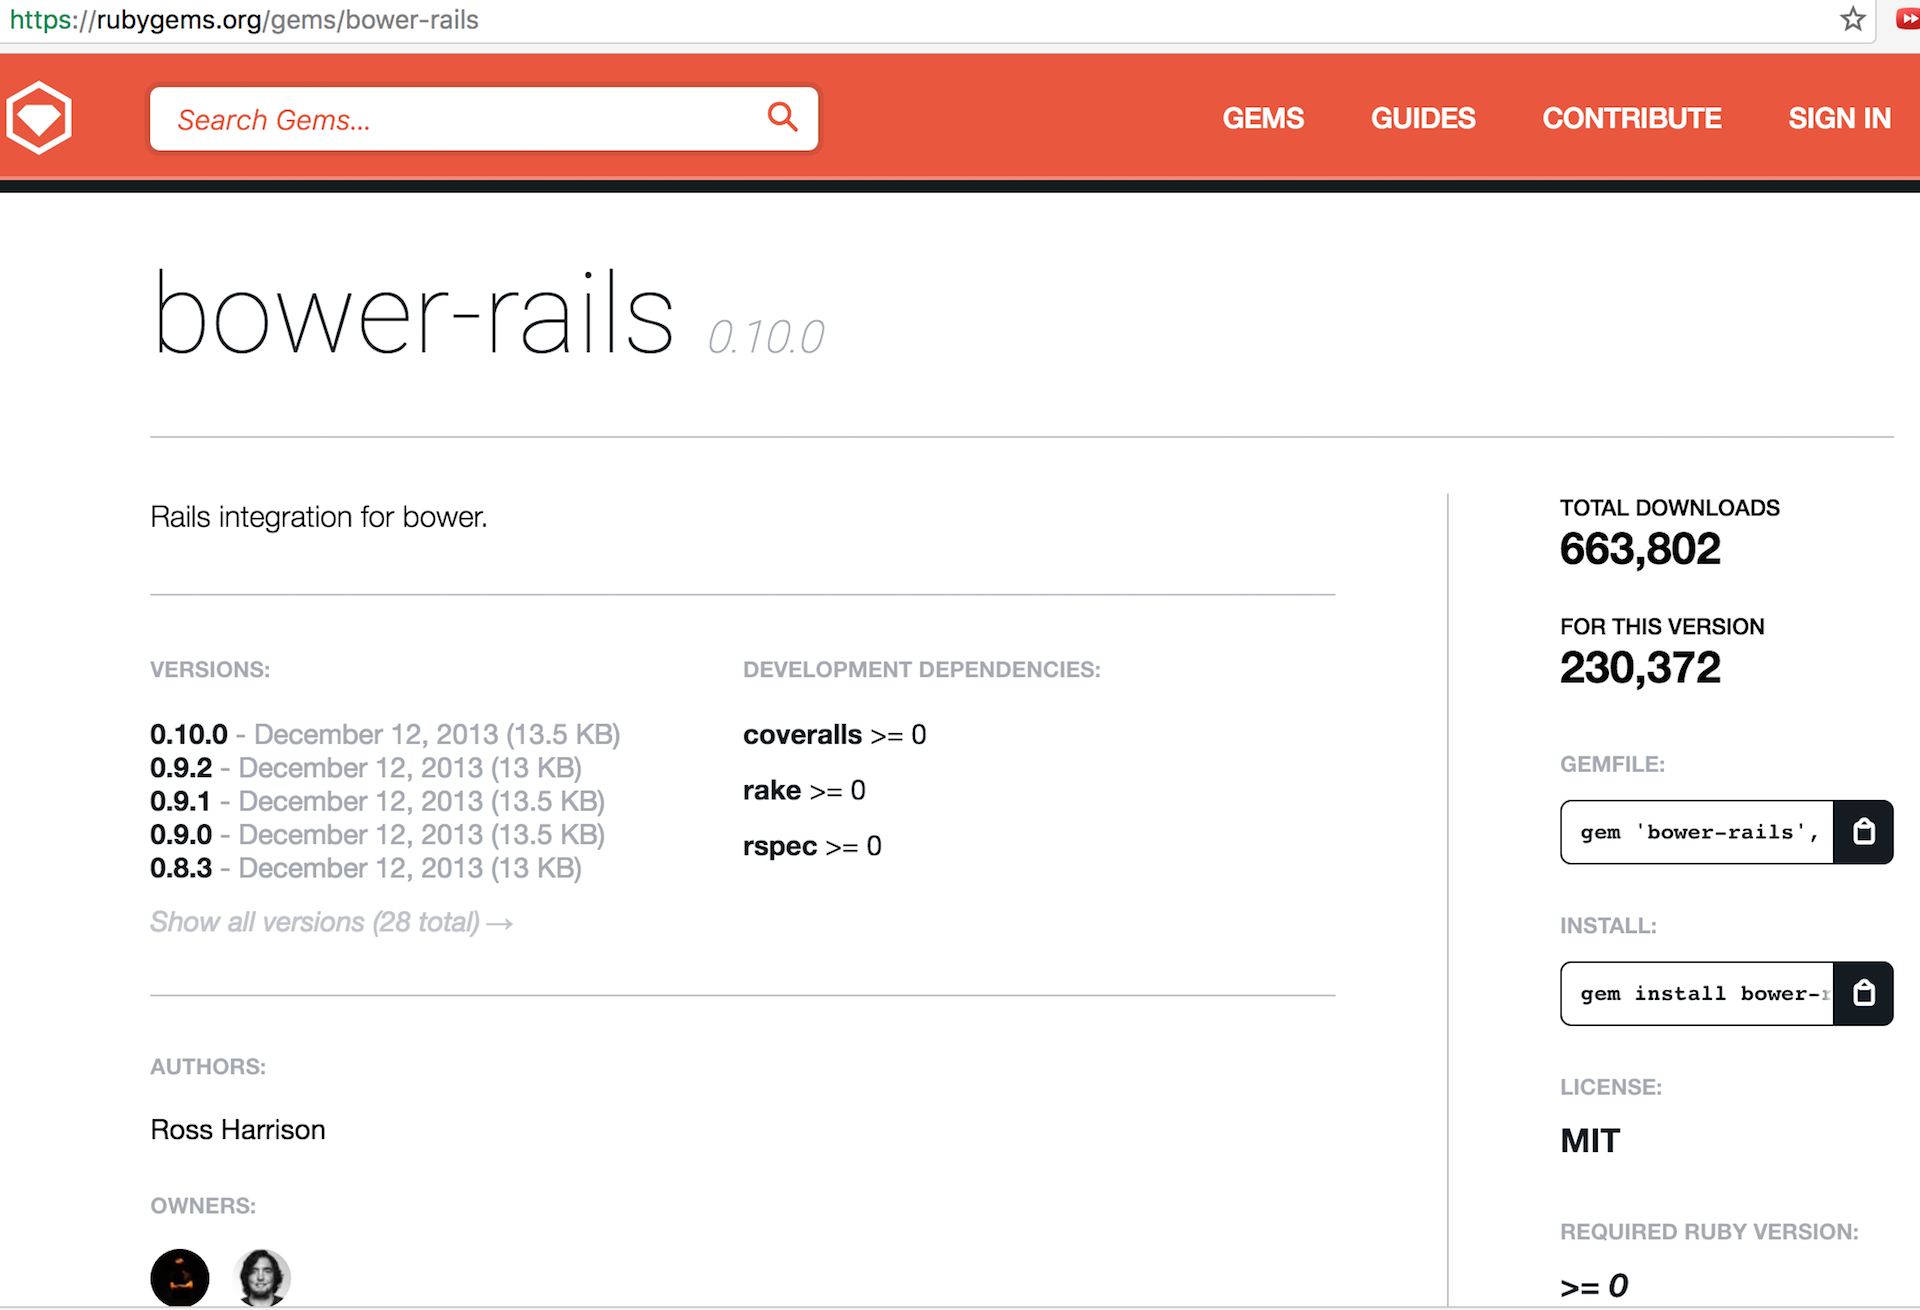 https://rubygems.org/gems/bower-rails
Search Gems...
GEMS GUIDES CONTRIBUTE SIGN IN
bower-rails 0.10.0
Rails integration for bower.
VERSIONS:
0.10.0 - December 12, 2013 (13.5 KB)
0.9.2 - December 12, 2013 (13 KB)
0.9.1 - December 12, 2013 (13.5 KB)
0.9.0 - December 12, 2013 (13.5 KB)
0.8.3 - December 12, 2013 (13 KB)
Show all versions (28 total) →
DEVELOPMENT DEPENDENCIES:
coveralls >= 0
rake >= 0
rspec >= 0
AUTHORS:
Ross Harrison
OWNERS:
TOTAL DOWNLOADS
663,802
FOR THIS VERSION
230,372
GEMFILE:
gem 'bower-rails',
INSTALL:
gem install bower-r
LICENSE:
MIT
REQUIRED RUBY VERSION:
>= 0